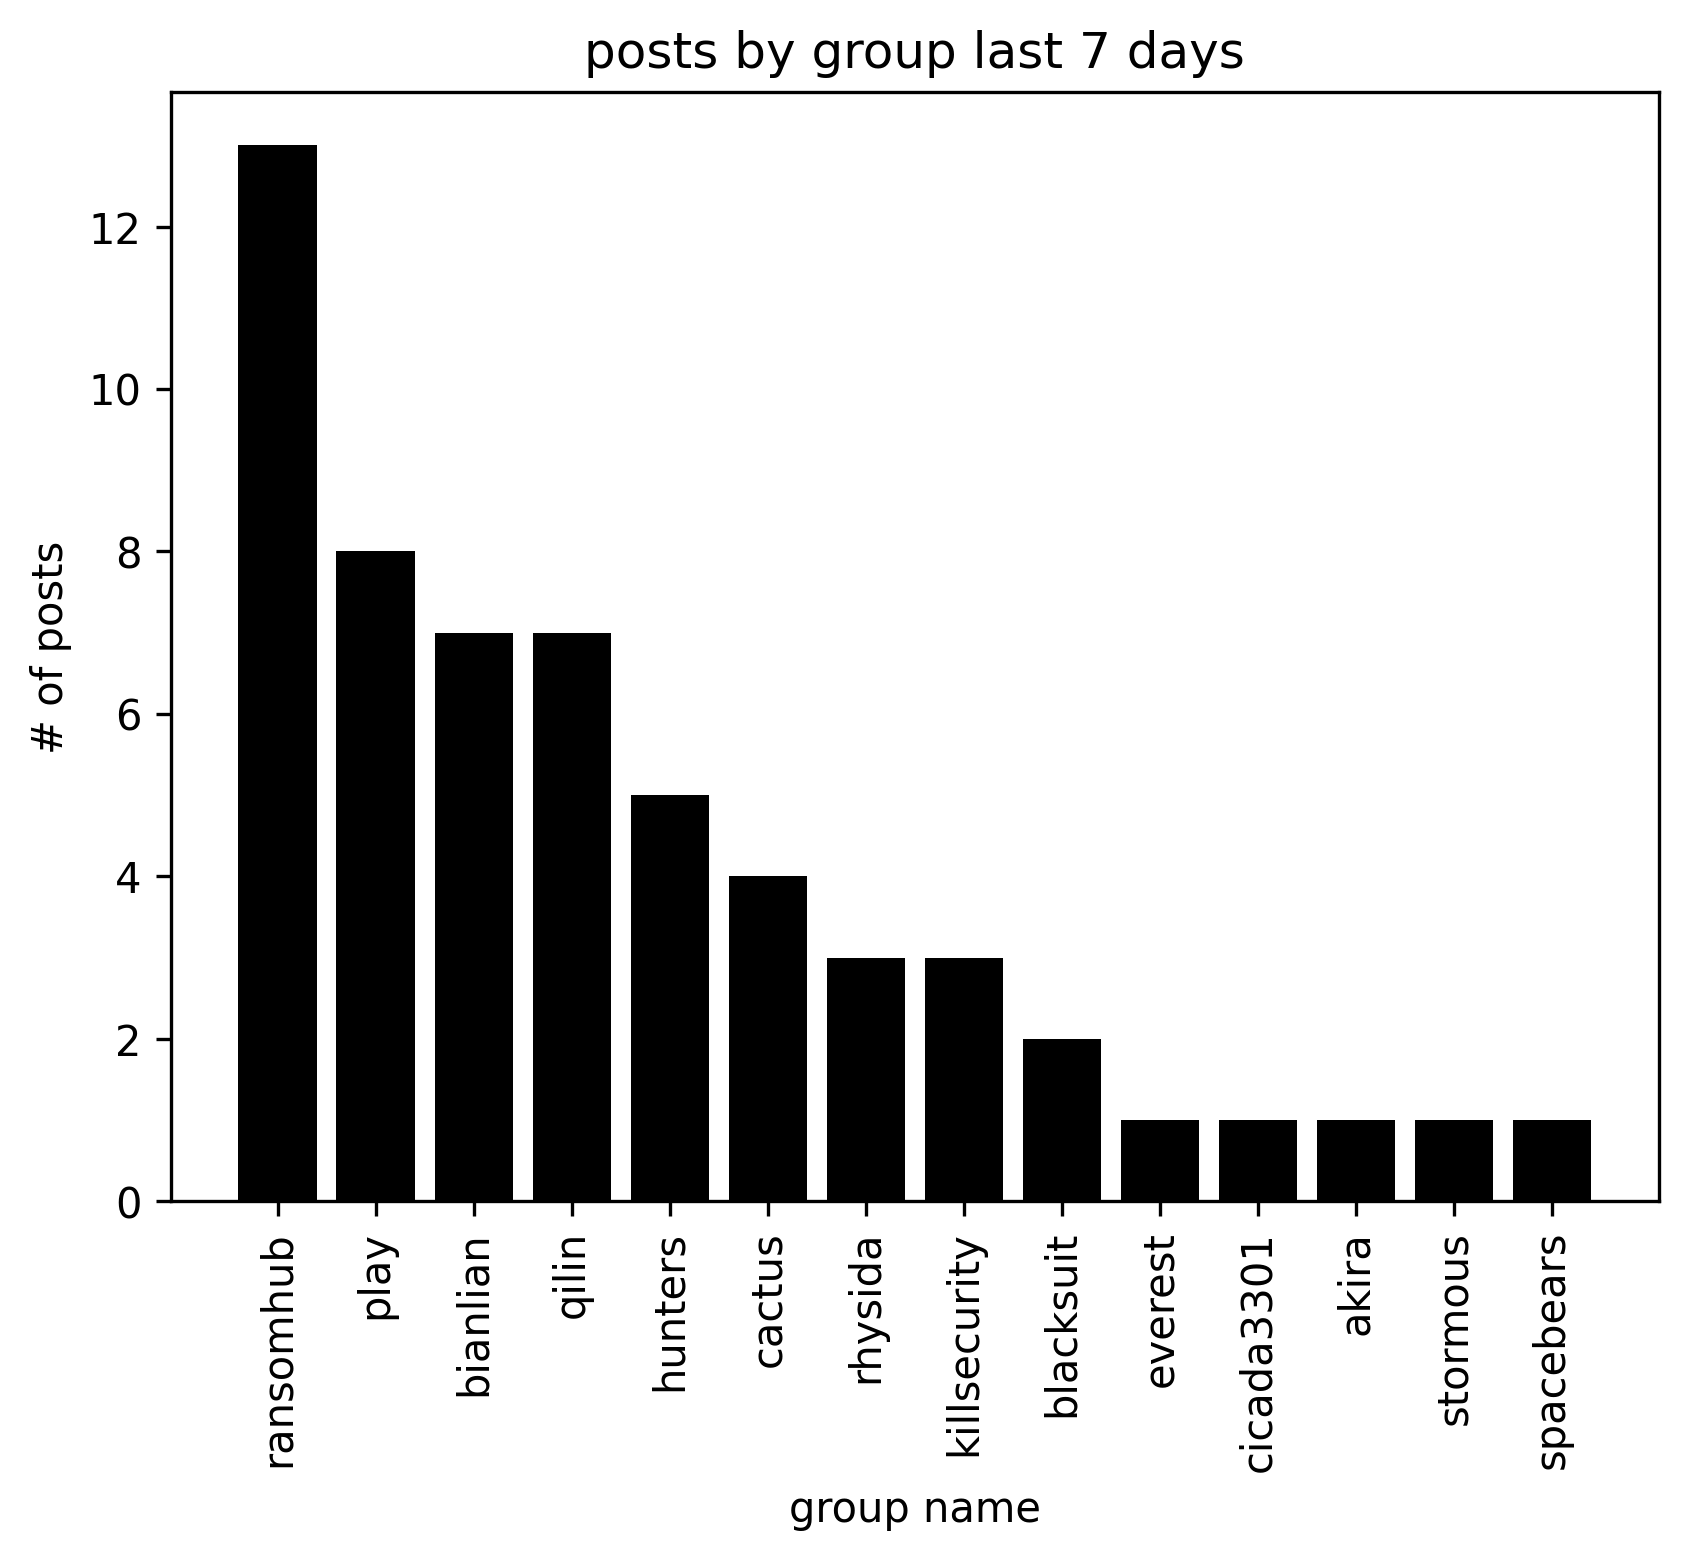 posts by group last 7 days
# of posts
12
10
8
6
4
2
0
ransomhub
play
bianlian
qilin
hunters
cactus
rhysida
killsecurity
blacksuit
everest
cicada3301
akira
stormous
spacebears
group name